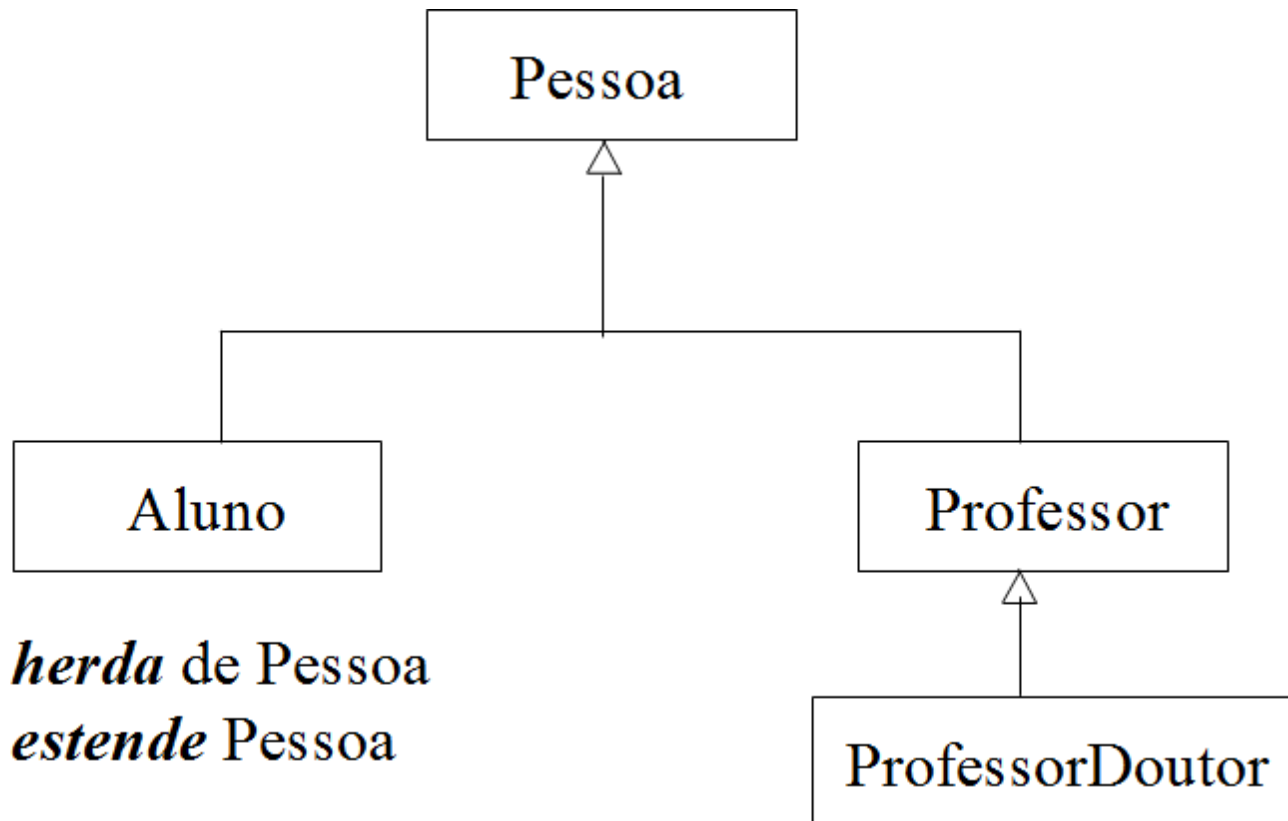 Pessoa
Aluno
Professor
herda de Pessoa
estende Pessoa
ProfessorDoutor